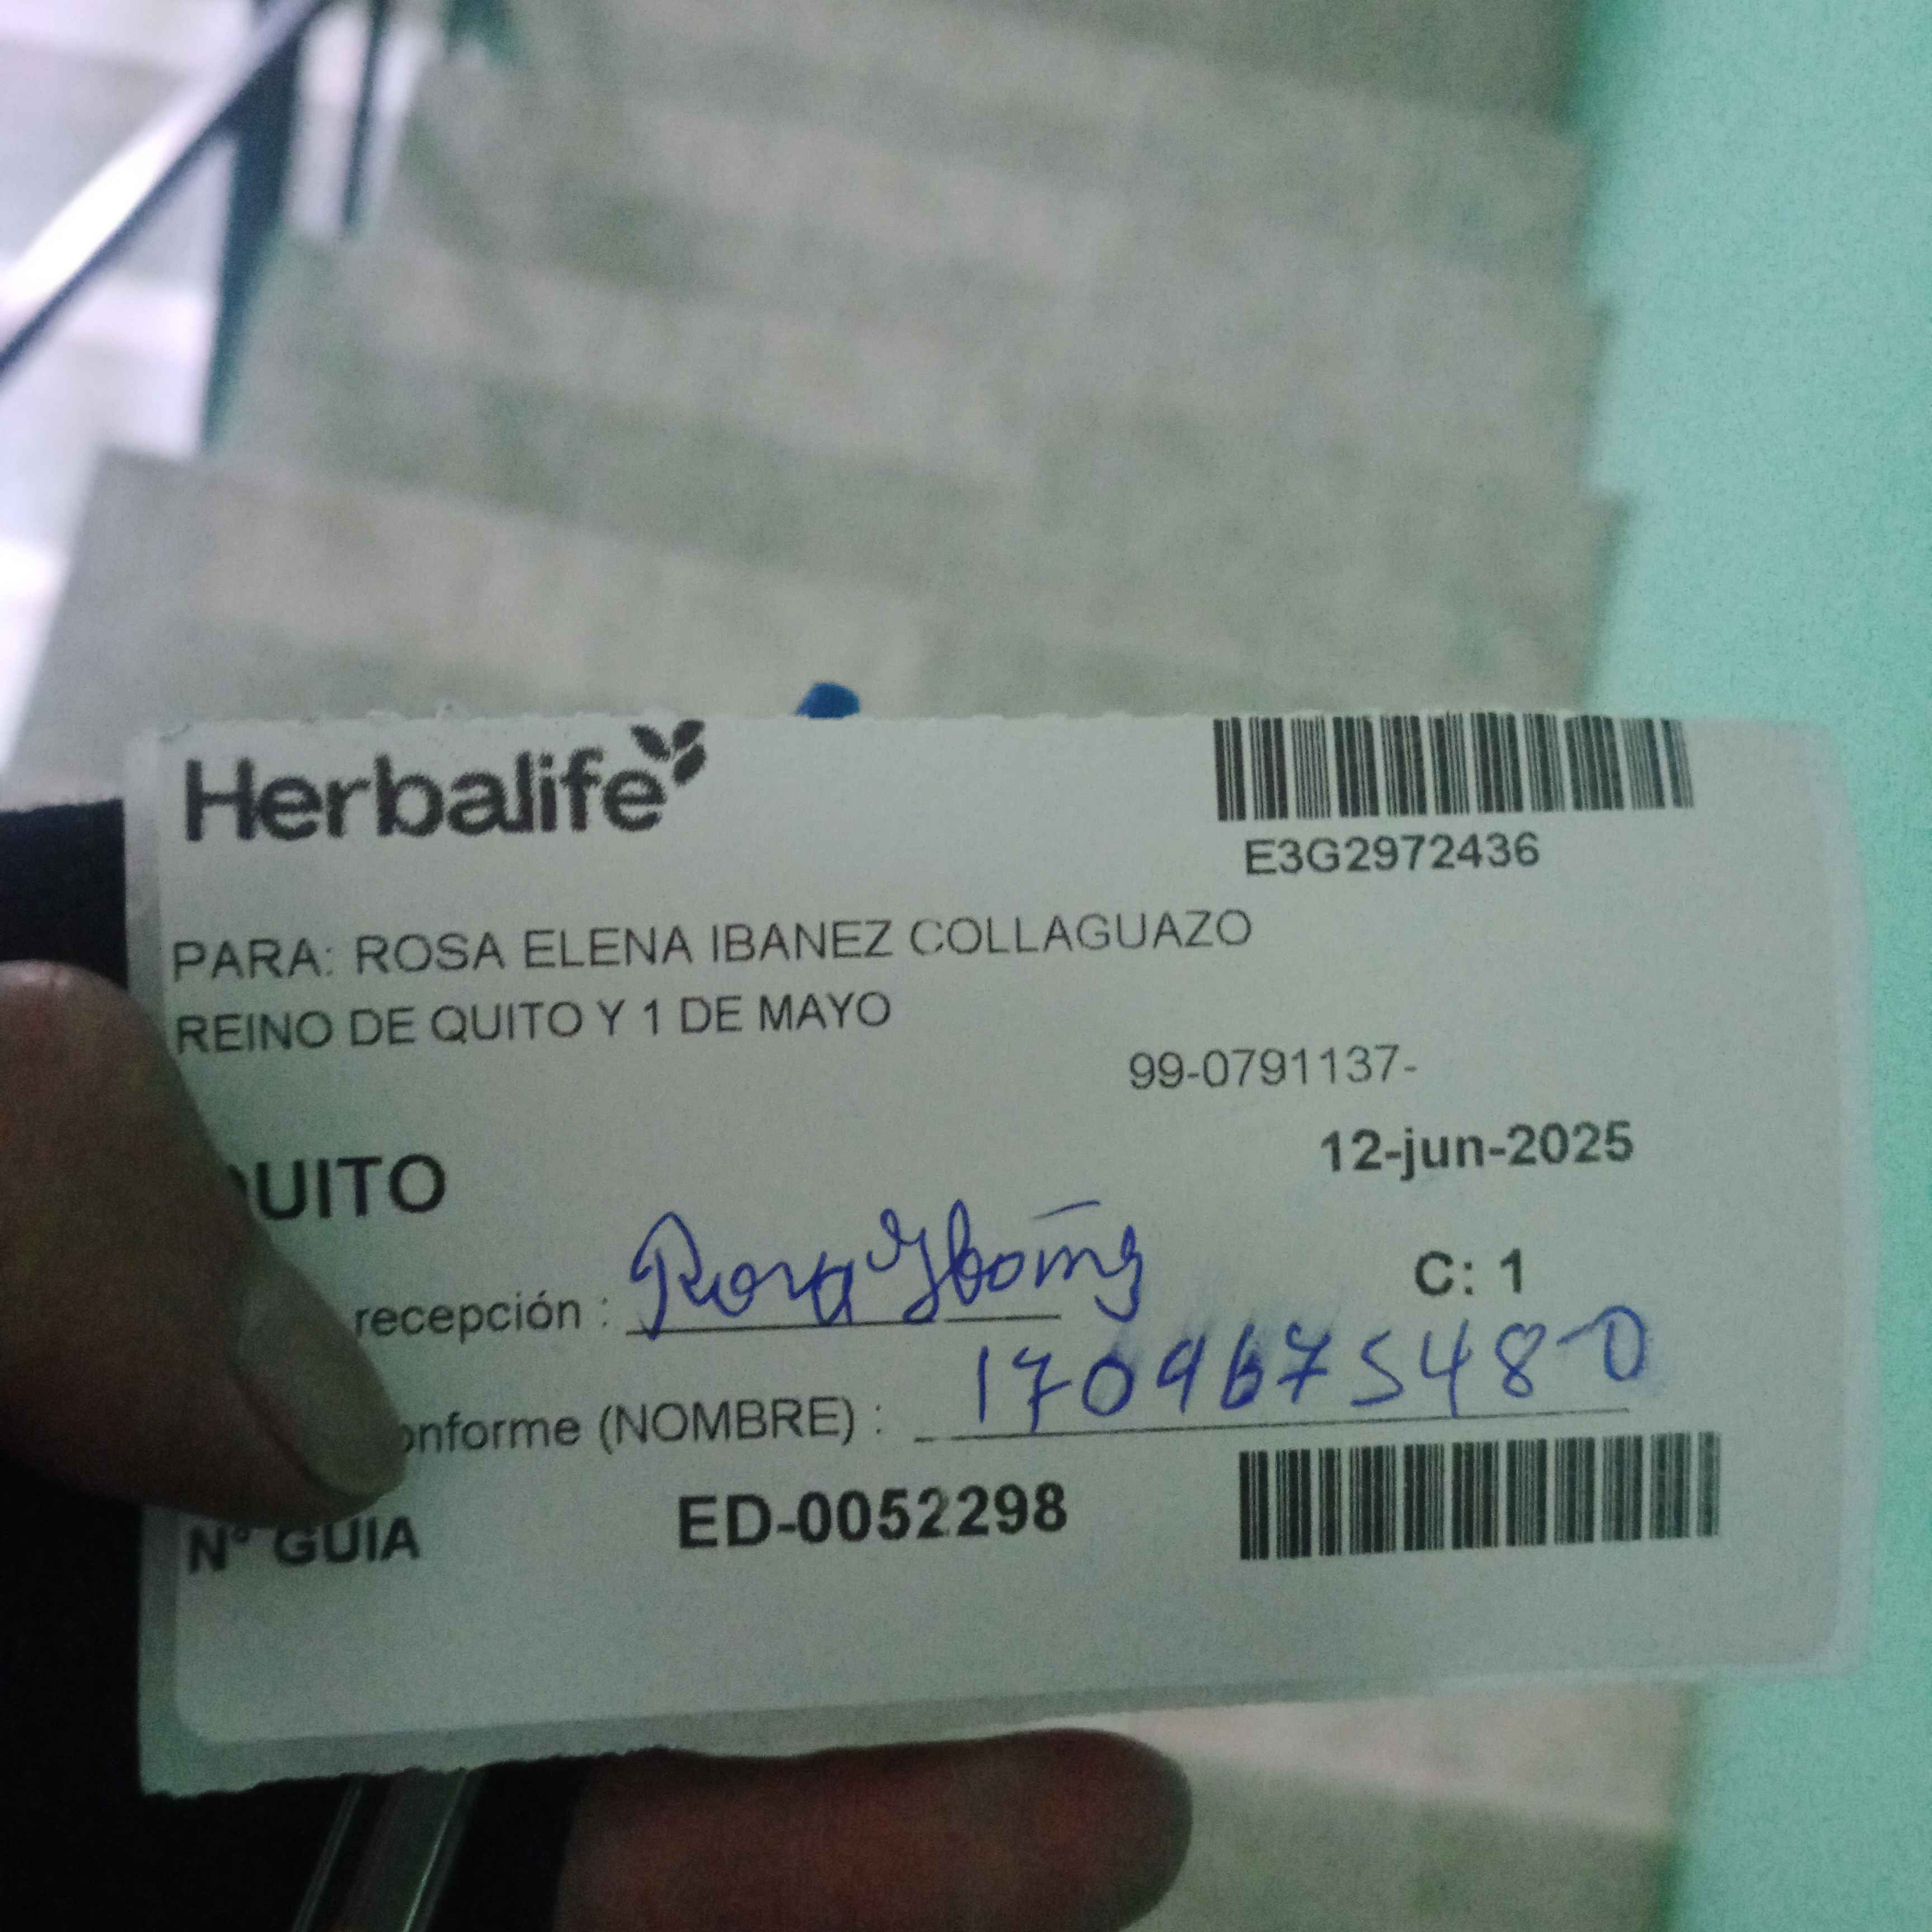 Herbalife
E3G2972436
PARA: ROSA ELENA IBANEZ COLLAGUAZO
REINO DE QUITO Y 1 DE MAYO
99-0791137-
12-jun-2025
UITO
C: 1
recepción : Rosa
onforme (NOMBRE) : 1709675480
N° GUIA ED-0052298